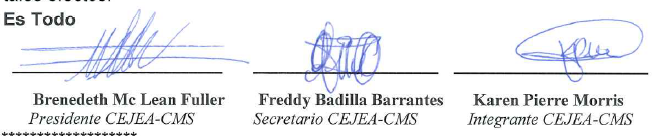 Es Todo
Brenedeth Mc Lean Fuller Freddy Badilla Barrantes Karen Pierre Morris
Presidente CEJEA-CMS Secretario CEJEA-CMS Integrante CEJEA-CMS
*******************